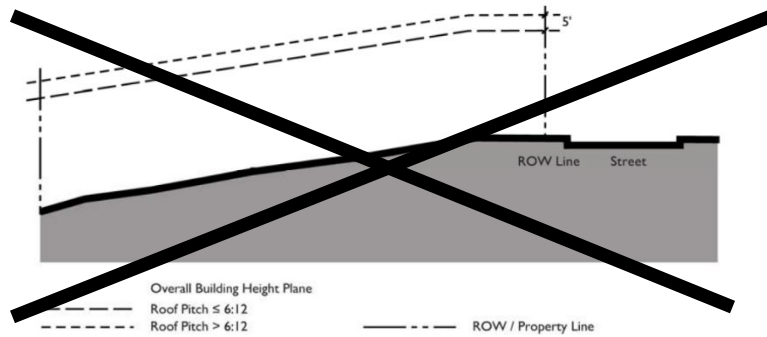 5'
ROW Line Street
Overall Building Height Plane
Roof Pitch ≤ 6:12
Roof Pitch > 6:12 ROW / Property Line